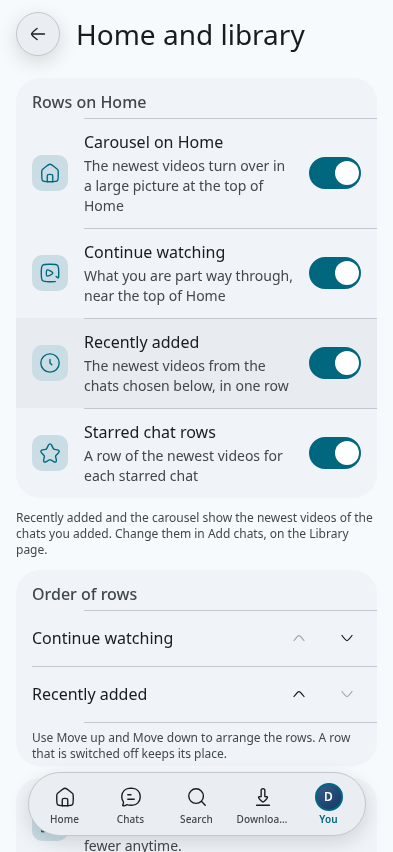 Home and library
Rows on Home
Carousel on Home
The newest videos turn over in
a large picture at the top of
Home
Continue watching
What you are part way through,
near the top of Home
Recently added
The newest videos from the
chats chosen below, in one row
Starred chat rows
A row of the newest videos for
each starred chat
Recently added and the carousel show the newest videos of the
chats you added. Change them in Add chats, on the Library
page.
Order of rows
Continue watching
Recently added
Use Move up and Move down to arrange the rows. A row
that is switched off keeps its place.
D
Home
Chats
Search
Downloa...
You
fewer anytime.